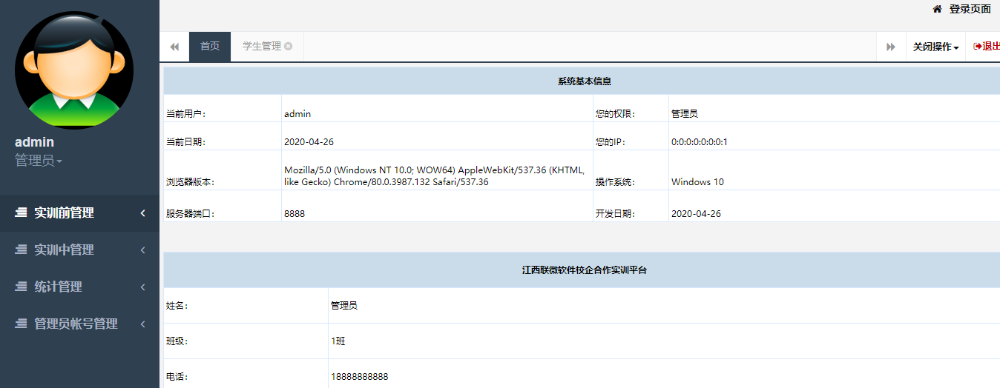 登录页面
首页
学生管理
关闭操作
退出
admin
管理员
实训前管理
实训中管理
统计管理
管理员帐号管理
系统基本信息
当前用户： admin 您的权限： 管理员
当前日期： 2020-04-26 您的IP： 0:0:0:0:0:0:0:1
浏览器版本： Mozilla/5.0 (Windows NT 10.0; WOW64) AppleWebKit/537.36 (KHTML,
like Gecko) Chrome/80.0.3987.132 Safari/537.36 操作系统： Windows 10
服务器端口： 8888 开发日期： 2020-04-26
江西联微软件校企合作实训平台
姓名： 管理员
班级： 1班
电话： 18888888888